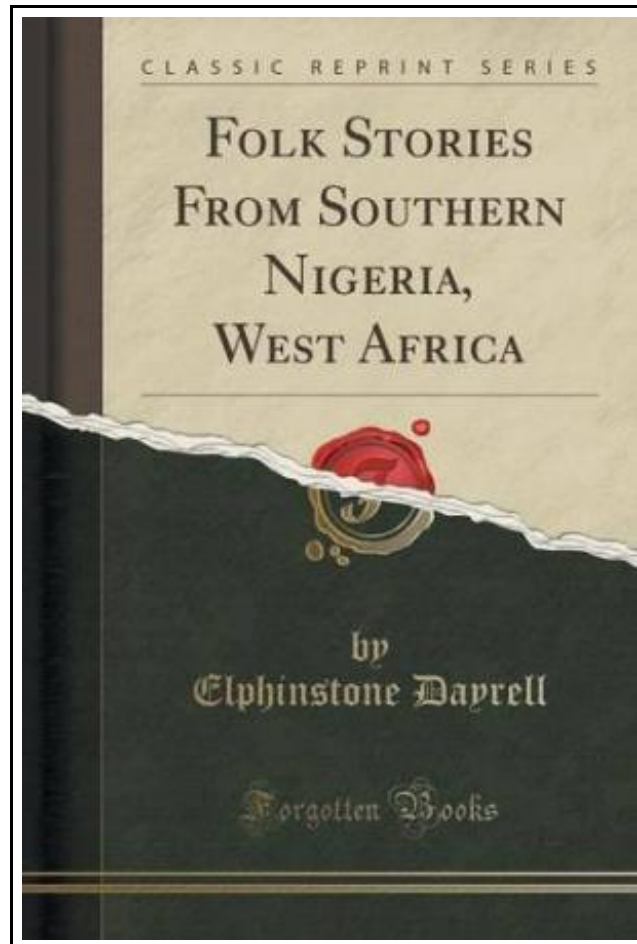 CLASSIC REPRINT SERIES
FOLK STORIES
FROM SOUTHERN
NIGERIA,
WEST AFRICA
F
by
Elphinstone Dayrell
Forgotten Books